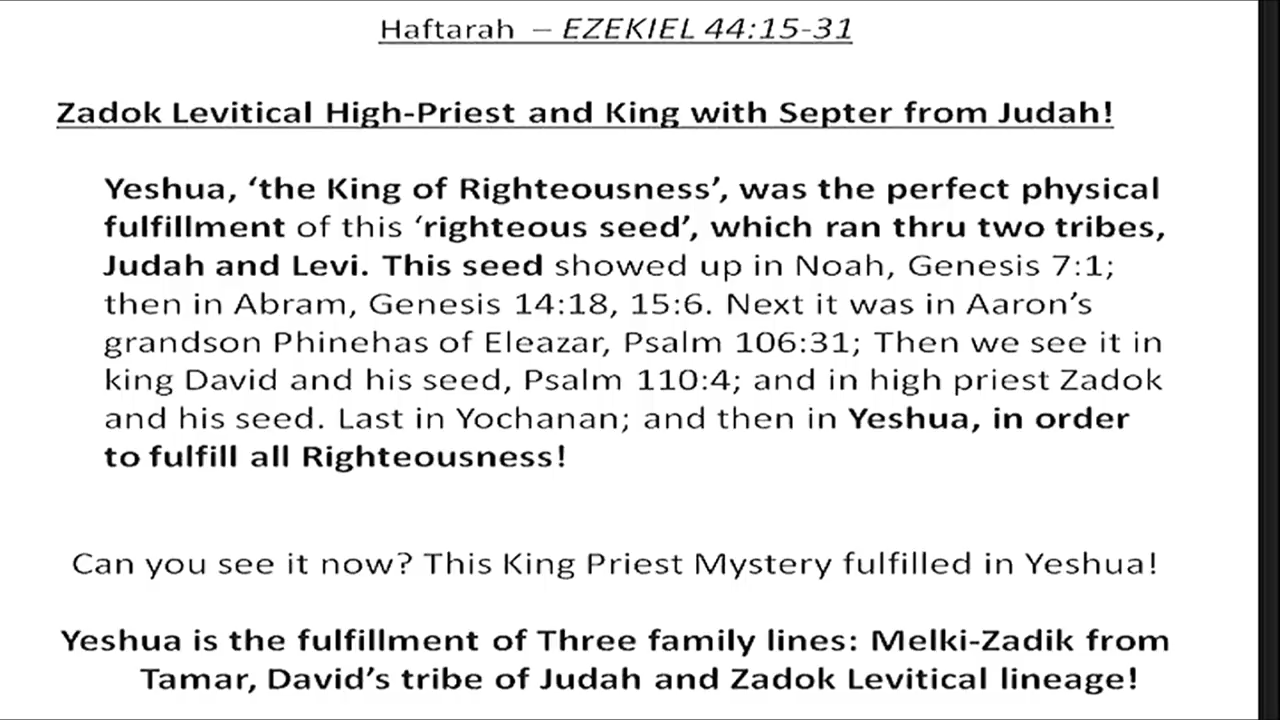 Haftarah – EZEKIEL 44:15-31
Zadok Levitical High-Priest and King with Septer from Judah!
Yeshua, ‘the King of Righteousness’, was the perfect physical
fulfillment of this ‘righteous seed’, which ran thru two tribes,
Judah and Levi. This seed showed up in Noah, Genesis 7:1;
then in Abram, Genesis 14:18, 15:6. Next it was in Aaron’s
grandson Phinehas of Eleazar, Psalm 106:31; Then we see it in
king David and his seed, Psalm 110:4; and in high priest Zadok
and his seed. Last in Yochanan; and then in Yeshua, in order
to fulfill all Righteousness!
Can you see it now? This King Priest Mystery fulfilled in Yeshua!
Yeshua is the fulfillment of Three family lines: Melki-Zadik from
Tamar, David’s tribe of Judah and Zadok Levitical lineage!